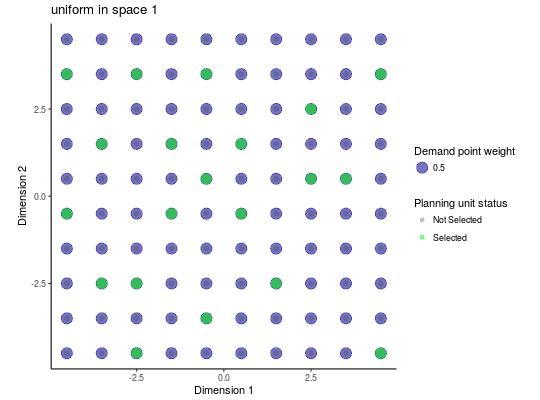 uniform in space 1
Dimension 2
2.5
0.0
-2.5
-2.5
0.0
2.5
Dimension 1
Demand point weight
0.5
Planning unit status
Not Selected
Selected